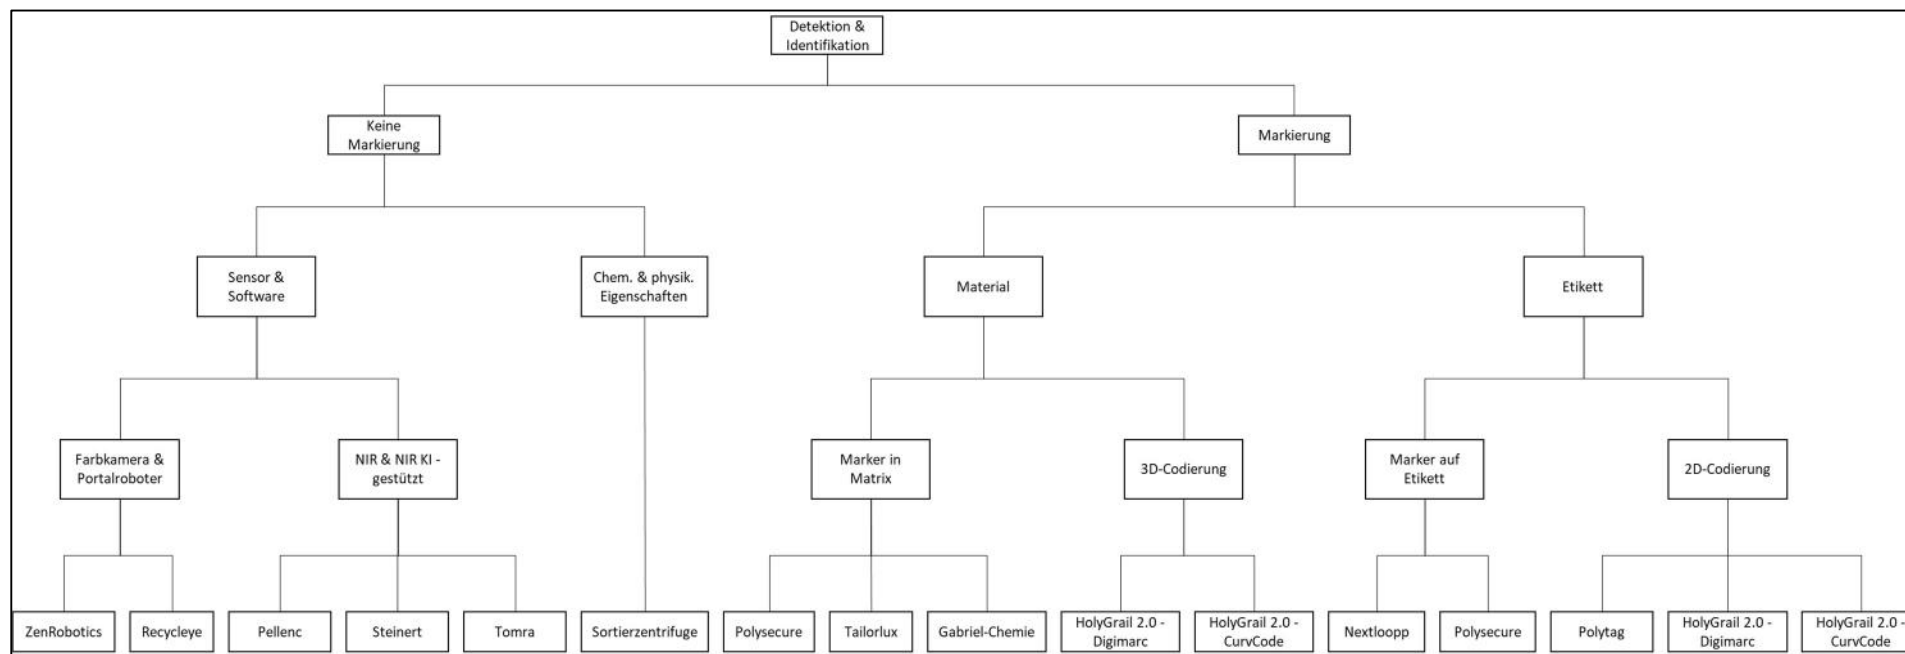 Detektion &
Identifikation
Keine
Markierung
Markierung
Sensor &
Software
Chem. & physik.
Eigenschaften
Material
Etikett
Farbkamera &
Portalroboter
NIR & NIR KI -
gestützt
Marker in
Matrix
3D-Codierung
Marker auf
Etikett
2D-Codierung
ZenRobotics
Recycleye
Pellenc
Steinert
Tomra
Sortierzentrifuge
Polysecure
Tailorlux
Gabriel-Chemie
HolyGrail 2.0 -
Digimarc
HolyGrail 2.0 -
CurvCode
Nextloopp
Polysecure
Polytag
HolyGrail 2.0 -
Digimarc
HolyGrail 2.0 -
CurvCode